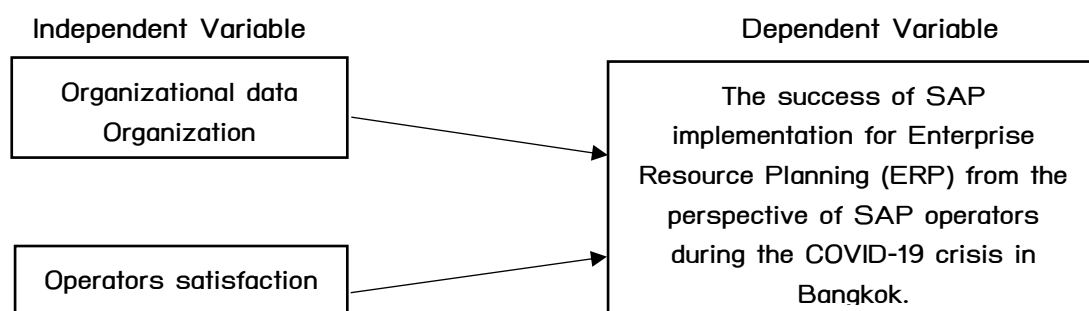 Independent Variable
Dependent Variable
Organizational data
Organization
Operators satisfaction
The success of SAP
implementation for Enterprise
Resource Planning (ERP) from the
perspective of SAP operators
during the COVID-19 crisis in
Bangkok.